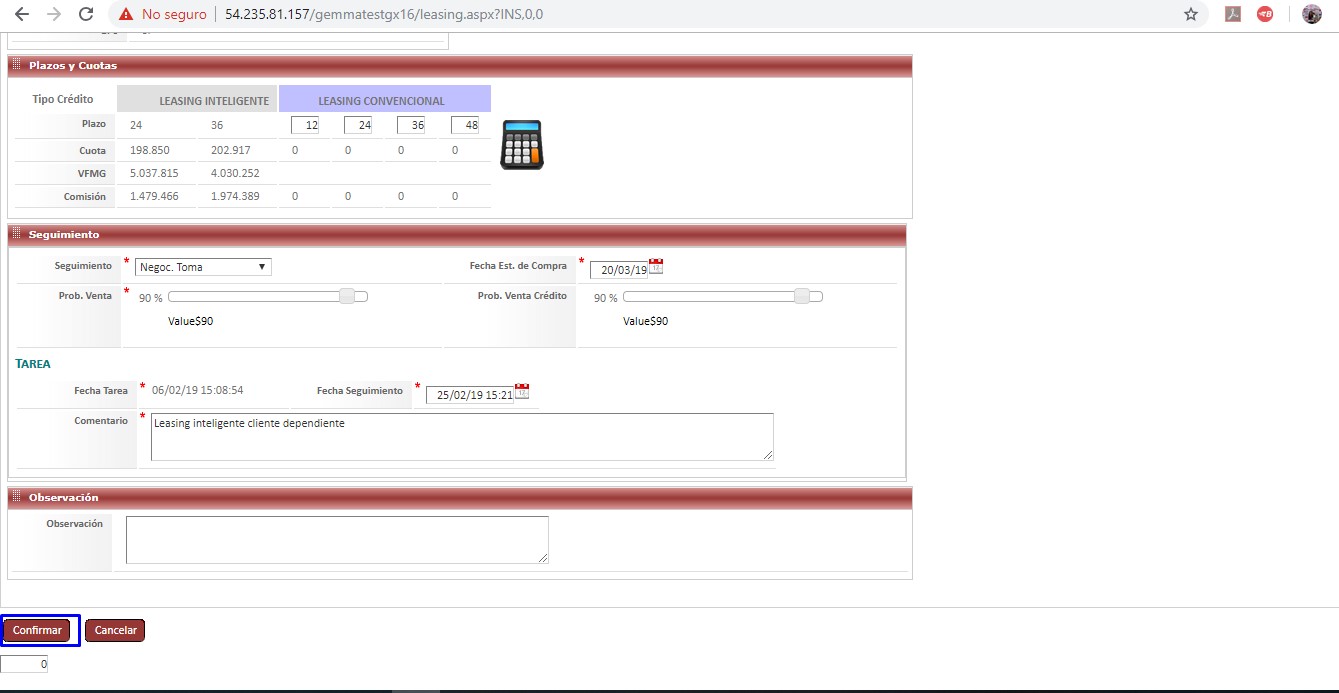 No seguro 54.235.81.157/gemmatestgx16/leasing.aspx?INS,0,0
Plazos y Cuotas
Tipo Crédito LEASING INTELIGENTE LEASING CONVENCIONAL
Plazo 24 36 12 24 36 48
Cuota 198.850 202.917 0 0 0 0
VFMG 5.037.815 4.030.252
Comisión 1.479.466 1.974.389 0 0 0 0
Seguimiento
Seguimiento * Negoc. Toma Fecha Est. de Compra * 20/03/19
Prob. Venta * 90 % Prob. Venta Crédito 90 %
Value$90 Value$90
TAREA
Fecha Tarea * 06/02/19 15:08:54 Fecha Seguimiento * 25/02/19 15:21
Comentario * Leasing inteligente cliente dependiente
Observación
Observación
Confirmar Cancelar
0